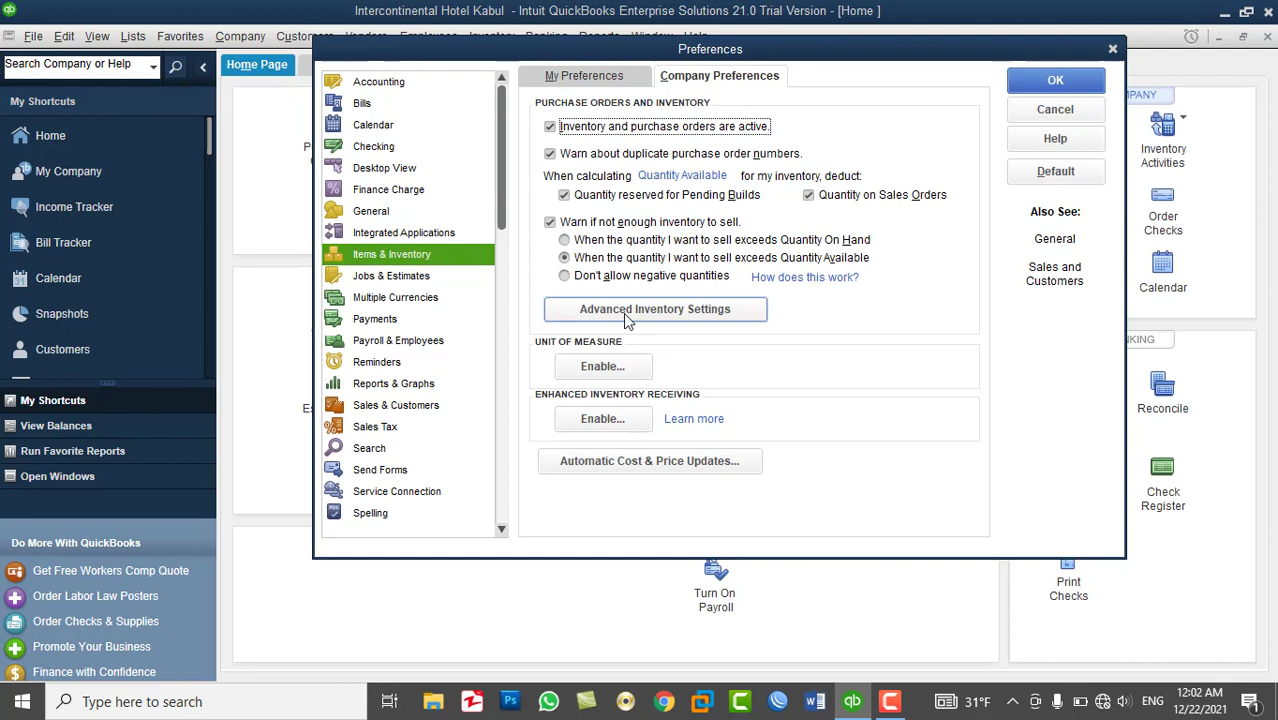 Intercontinental Hotel Kabul - Intuit QuickBooks Enterprise Solutions 21.0 Trial Version - [Home ]
File Edit View Lists Favorites Company
Window Help
Search Company or Help
Home Page
My Shortcuts
Home
My Company
Income Tracker
Bill Tracker
Calendar
Snapshots
Customers
My Shortcuts
View Balances
Run Favorite Reports
Open Windows
Do More With QuickBooks
Get Free Workers Comp Quote
Order Labor Law Posters
Order Checks & Supplies
Promote Your Business
Finance with Confidence
Preferences
Accounting
Bills
Calendar
Checking
Desktop View
Finance Charge
General
Integrated Applications
Items & Inventory
Jobs & Estimates
Multiple Currencies
Payments
Payroll & Employees
Reminders
Reports & Graphs
Sales & Customers
Sales Tax
Search
Send Forms
Service Connection
Spelling
My Preferences
Company Preferences
PURCHASE ORDERS AND INVENTORY
Inventory and purchase orders are active.
Warn about duplicate purchase order numbers.
When calculating Quantity Available for my inventory, deduct:
Quantity reserved for Pending Builds
Quantity on Sales Orders
Warn if not enough inventory to sell.
When the quantity I want to sell exceeds Quantity On Hand
When the quantity I want to sell exceeds Quantity Available
Don't allow negative quantities
How does this work?
Advanced Inventory Settings
UNIT OF MEASURE
Enable...
ENHANCED INVENTORY RECEIVING
Enable...
Learn more
Automatic Cost & Price Updates...
OK
Cancel
Help
Default
Also See:
General
Sales and
Customers
Inventory
Activities
Order
Checks
Calendar
Reconcile
Check
Register
Print
Checks
Turn On
Payroll
Type here to search
31°F
ENG
12:02 AM
12/22/2021
1